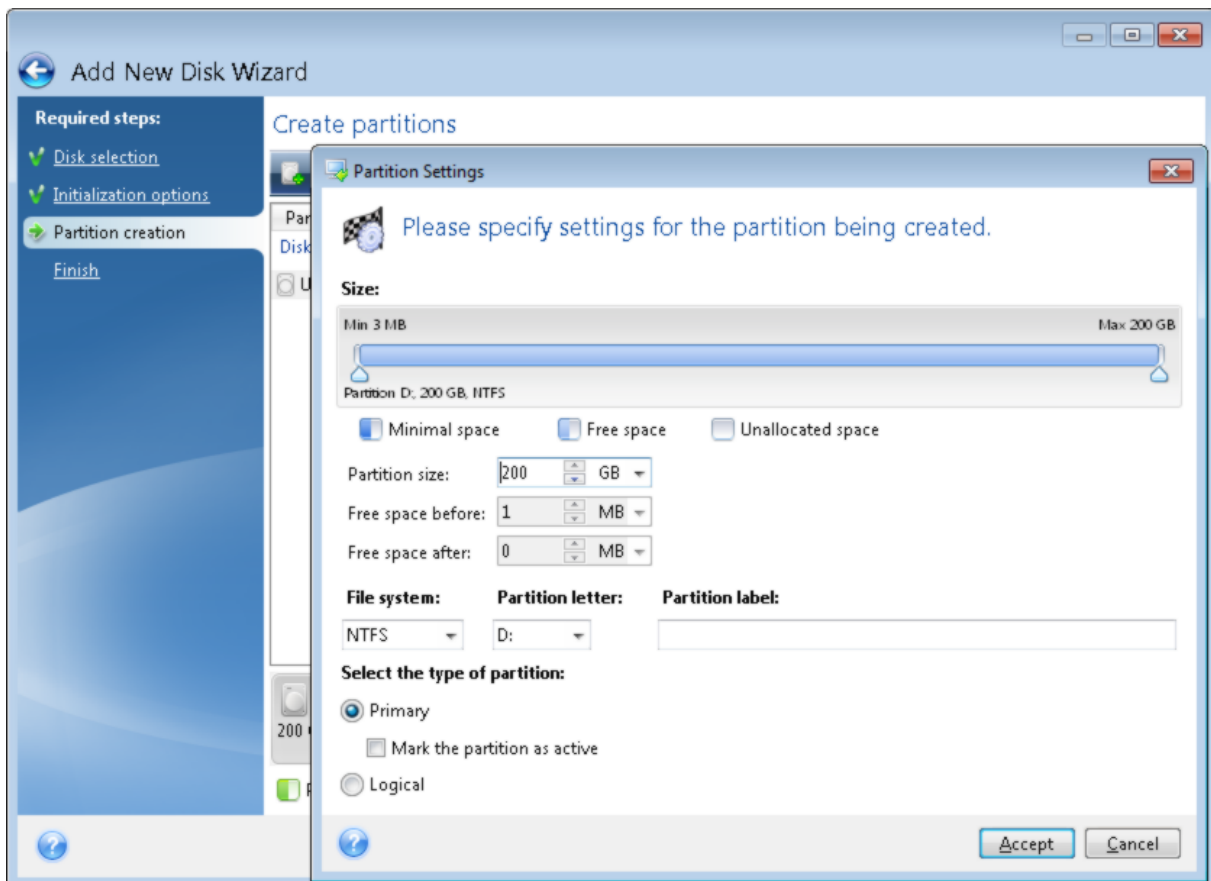 Add New Disk Wizard
Required steps:
Disk selection
Initialization options
Partition creation
Finish
Create partitions
Par
Disk
U
200
Partition Settings
Please specify settings for the partition being created.
Size:
Min 3 MB Max 200 GB
Partition D:, 200 GB, NTFS
Minimal space Free space Unallocated space
Partition size: 200 GB
Free space before: 1 MB
Free space after: 0 MB
File system: Partition letter: Partition label:
NTFS D:
Select the type of partition:
Primary
Mark the partition as active
Logical
Accept Cancel